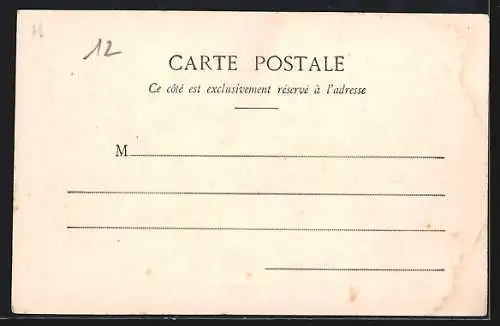 H
12
CARTE POSTALE
Ce côté est exclusivement réservé à l'adresse
M